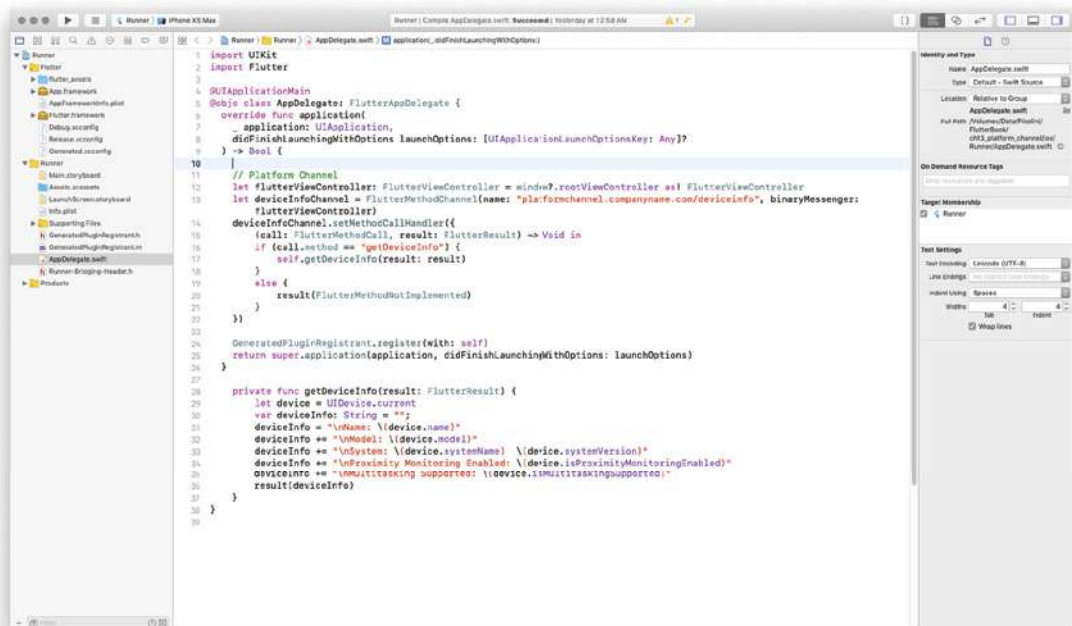 Runner
iPhone XS Max
Runner | Compile AppDelegate.swift: Succeeded | Yesterday at 12:58 AM
1
Runner
Runner
AppDelegate.swift
application(_:didFinishLaunchingWithOptions:)
Runner
Flutter
flutter_assets
App.framework
AppFrameworkInfo.plist
Flutter.framework
Debug.xcconfig
Release.xcconfig
Generated.xcconfig
Runner
Main.storyboard
Assets.xcassets
LaunchScreen.storyboard
Info.plist
Supporting Files
GeneratedPluginRegistrant.h
GeneratedPluginRegistrant.m
AppDelegate.swift
Runner-Bridging-Header.h
Products
1 import UIKit
2 import Flutter
3
4 @UIApplicationMain
5 @objc class AppDelegate: FlutterAppDelegate {
6 override func application(
7 _ application: UIApplication,
8 didFinishLaunchingWithOptions launchOptions: [UIApplicationLaunchOptionsKey: Any]?
9 ) -> Bool {
10
11 // Platform Channel
12 let flutterViewController: FlutterViewController = window?.rootViewController as! FlutterViewController
13 let deviceInfoChannel = FlutterMethodChannel(name: "platformchannel.companyname.com/deviceinfo", binaryMessenger:
flutterViewController)
14 deviceInfoChannel.setMethodCallHandler({
15 (call: FlutterMethodCall, result: FlutterResult) -> Void in
16 if (call.method == "getDeviceInfo") {
17 self.getDeviceInfo(result: result)
18 }
19 else {
20 result(FlutterMethodNotImplemented)
21 }
22 })
23
24 GeneratedPluginRegistrant.register(with: self)
25 return super.application(application, didFinishLaunchingWithOptions: launchOptions)
26 }
27
28 private func getDeviceInfo(result: FlutterResult) {
29 let device = UIDevice.current
30 var deviceInfo: String = "";
31 deviceInfo = "\nName: \(device.name)"
32 deviceInfo += "\nModel: \(device.model)"
33 deviceInfo += "\nSystem: \(device.systemName) \(device.systemVersion)"
34 deviceInfo += "\nProximity Monitoring Enabled: \(device.isProximityMonitoringEnabled)"
35 deviceInfo += "\nMultitasking Supported: \(device.isMultitaskingSupported)"
36 result(deviceInfo)
37 }
38 }
39
Identity and Type
Name AppDelegate.swift
Type Default - Swift Source
Location Relative to Group
AppDelegate.swift
Full Path /Volumes/Data/Pixolini/
FlutterBook/
ch13_platform_channel/ios/
Runner/AppDelegate.swift
On Demand Resource Tags
Target Membership
Runner
Text Settings
Text Encoding Unicode (UTF-8)
Line Endings
Indent Using Spaces
Widths 4 4
Tab Indent
Wrap lines
Filter